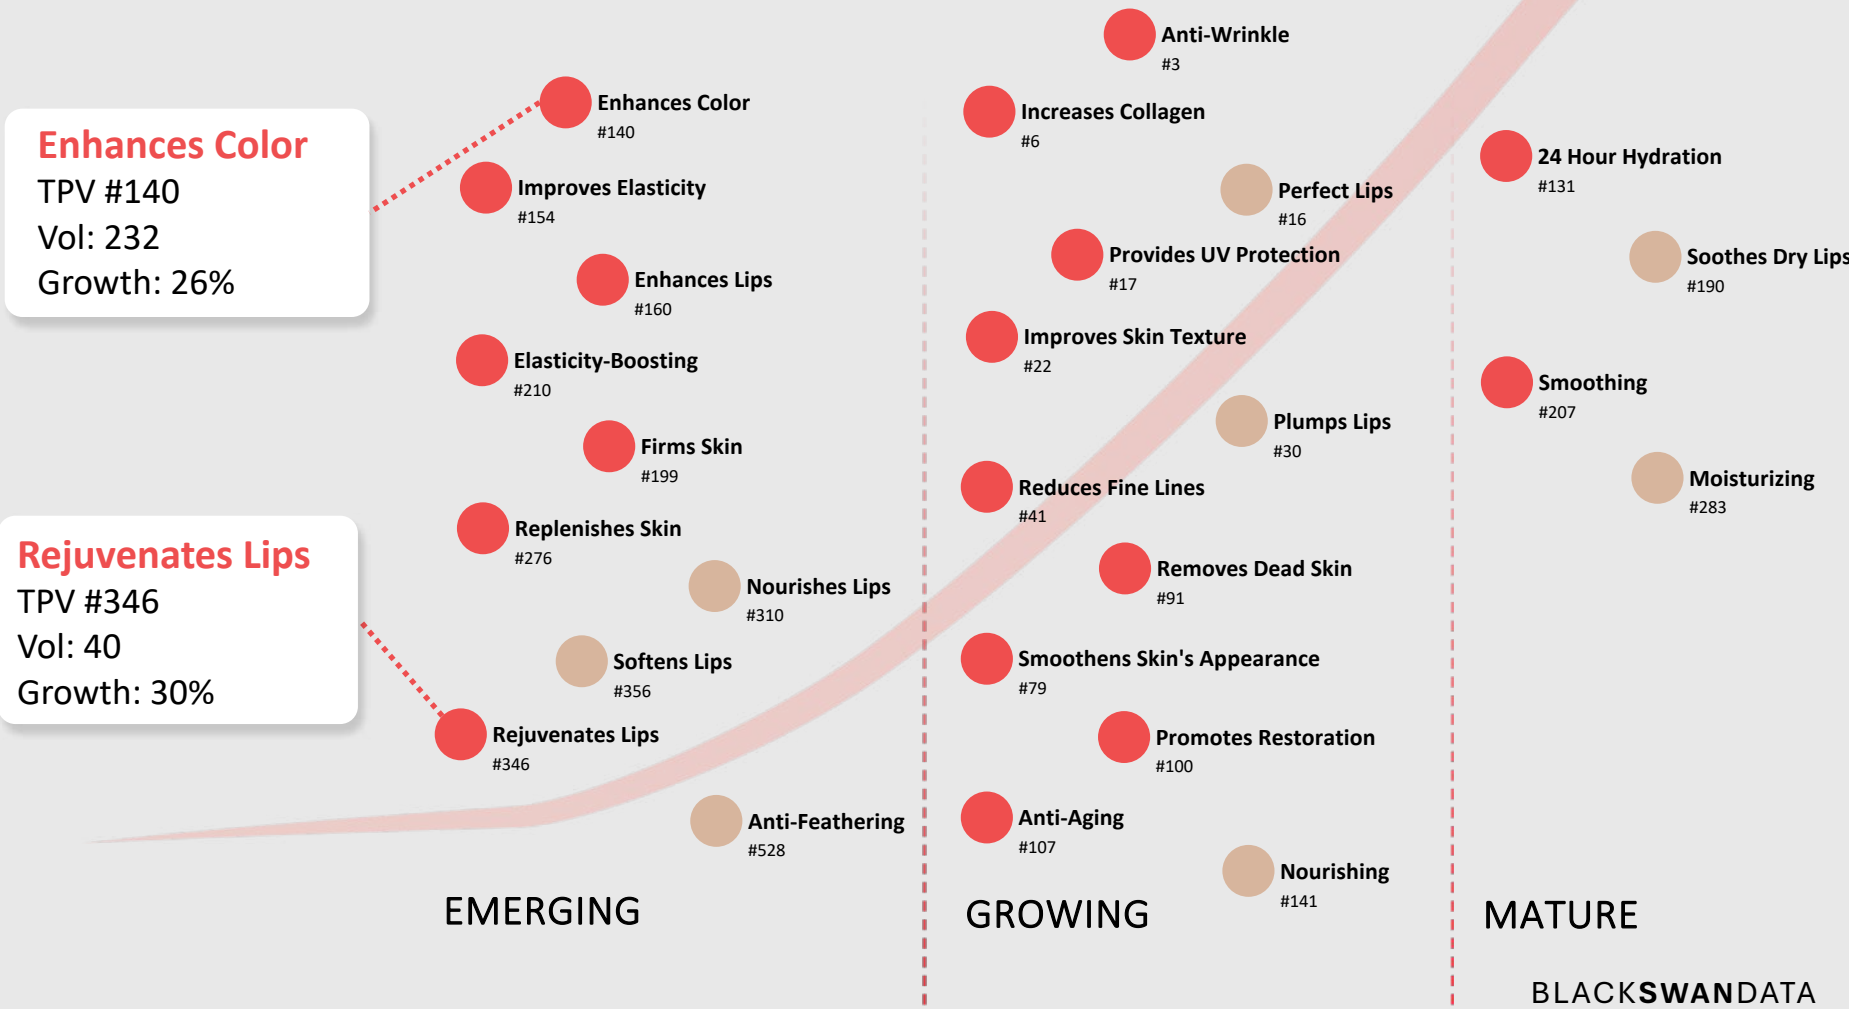 Enhances Color
TPV #140
Vol: 232
Growth: 26%
Rejuvenates Lips
TPV #346
Vol: 40
Growth: 30%
Enhances Color
#140
Improves Elasticity
#154
Enhances Lips
#160
Elasticity-Boosting
#210
Firms Skin
#199
Replenishes Skin
#276
Nourishes Lips
#310
Softens Lips
#356
Rejuvenates Lips
#346
Anti-Feathering
#528
EMERGING
Anti-Wrinkle
#3
Increases Collagen
#6
Perfect Lips
#16
Provides UV Protection
#17
Improves Skin Texture
#22
Plumps Lips
#30
Reduces Fine Lines
#41
Removes Dead Skin
#91
Smoothens Skin's Appearance
#79
Promotes Restoration
#100
Anti-Aging
#107
Nourishing
#141
GROWING
24 Hour Hydration
#131
Soothes Dry Lips
#190
Smoothing
#207
Moisturizing
#283
MATURE
BLACKSWANDATA